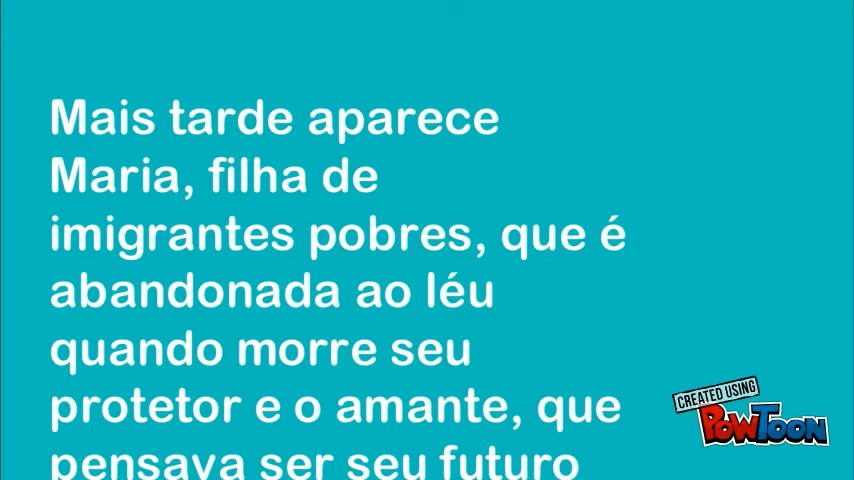 Mais tarde aparece
Maria, filha de
imigrantes pobres, que é
abandonada ao léu
quando morre seu
protetor e o amante, que
pensava ser seu futuro
CREATED USING
POWTOON